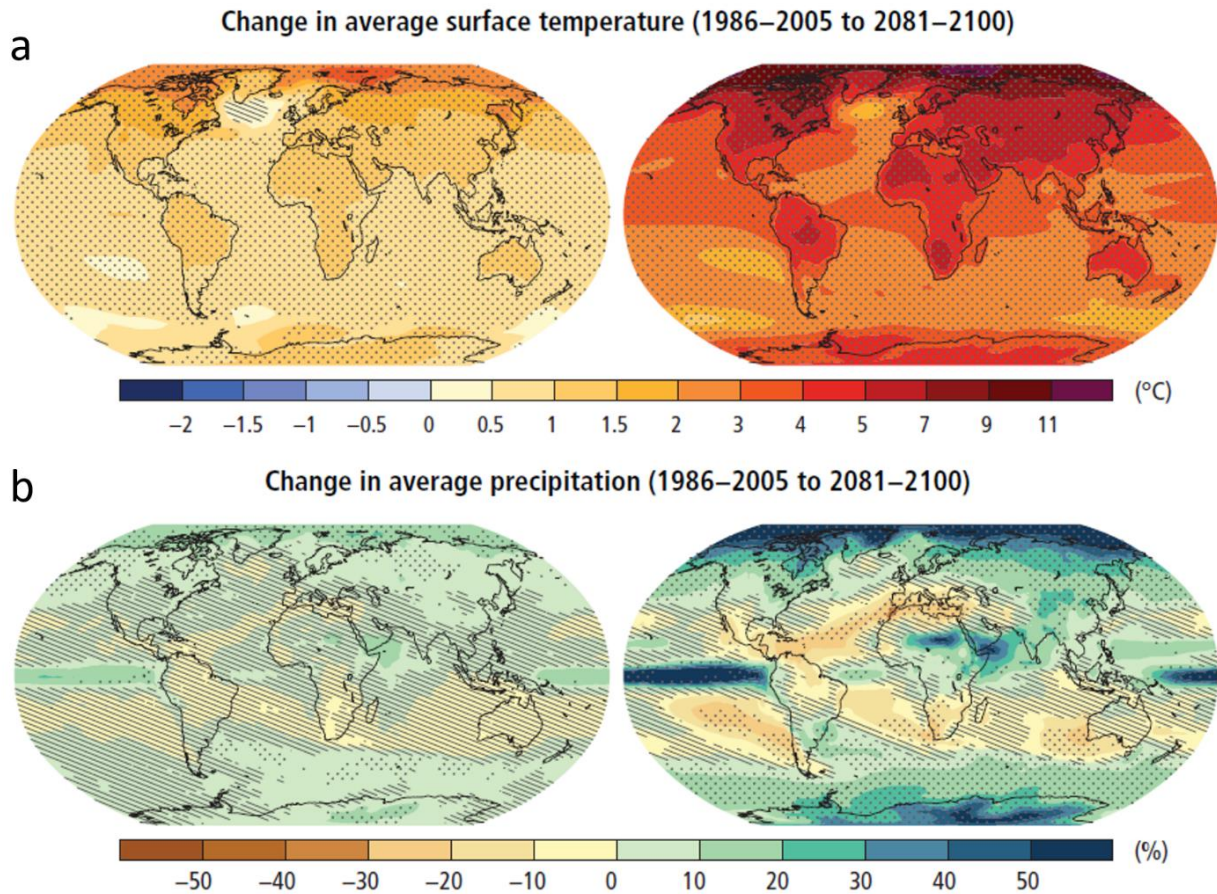 Change in average surface temperature (1986–2005 to 2081–2100)
a
(°C)
−2 −1.5 −1 −0.5 0 0.5 1 1.5 2 3 4 5 7 9 11
b
Change in average precipitation (1986–2005 to 2081–2100)
(%)
−50 −40 −30 −20 −10 0 10 20 30 40 50